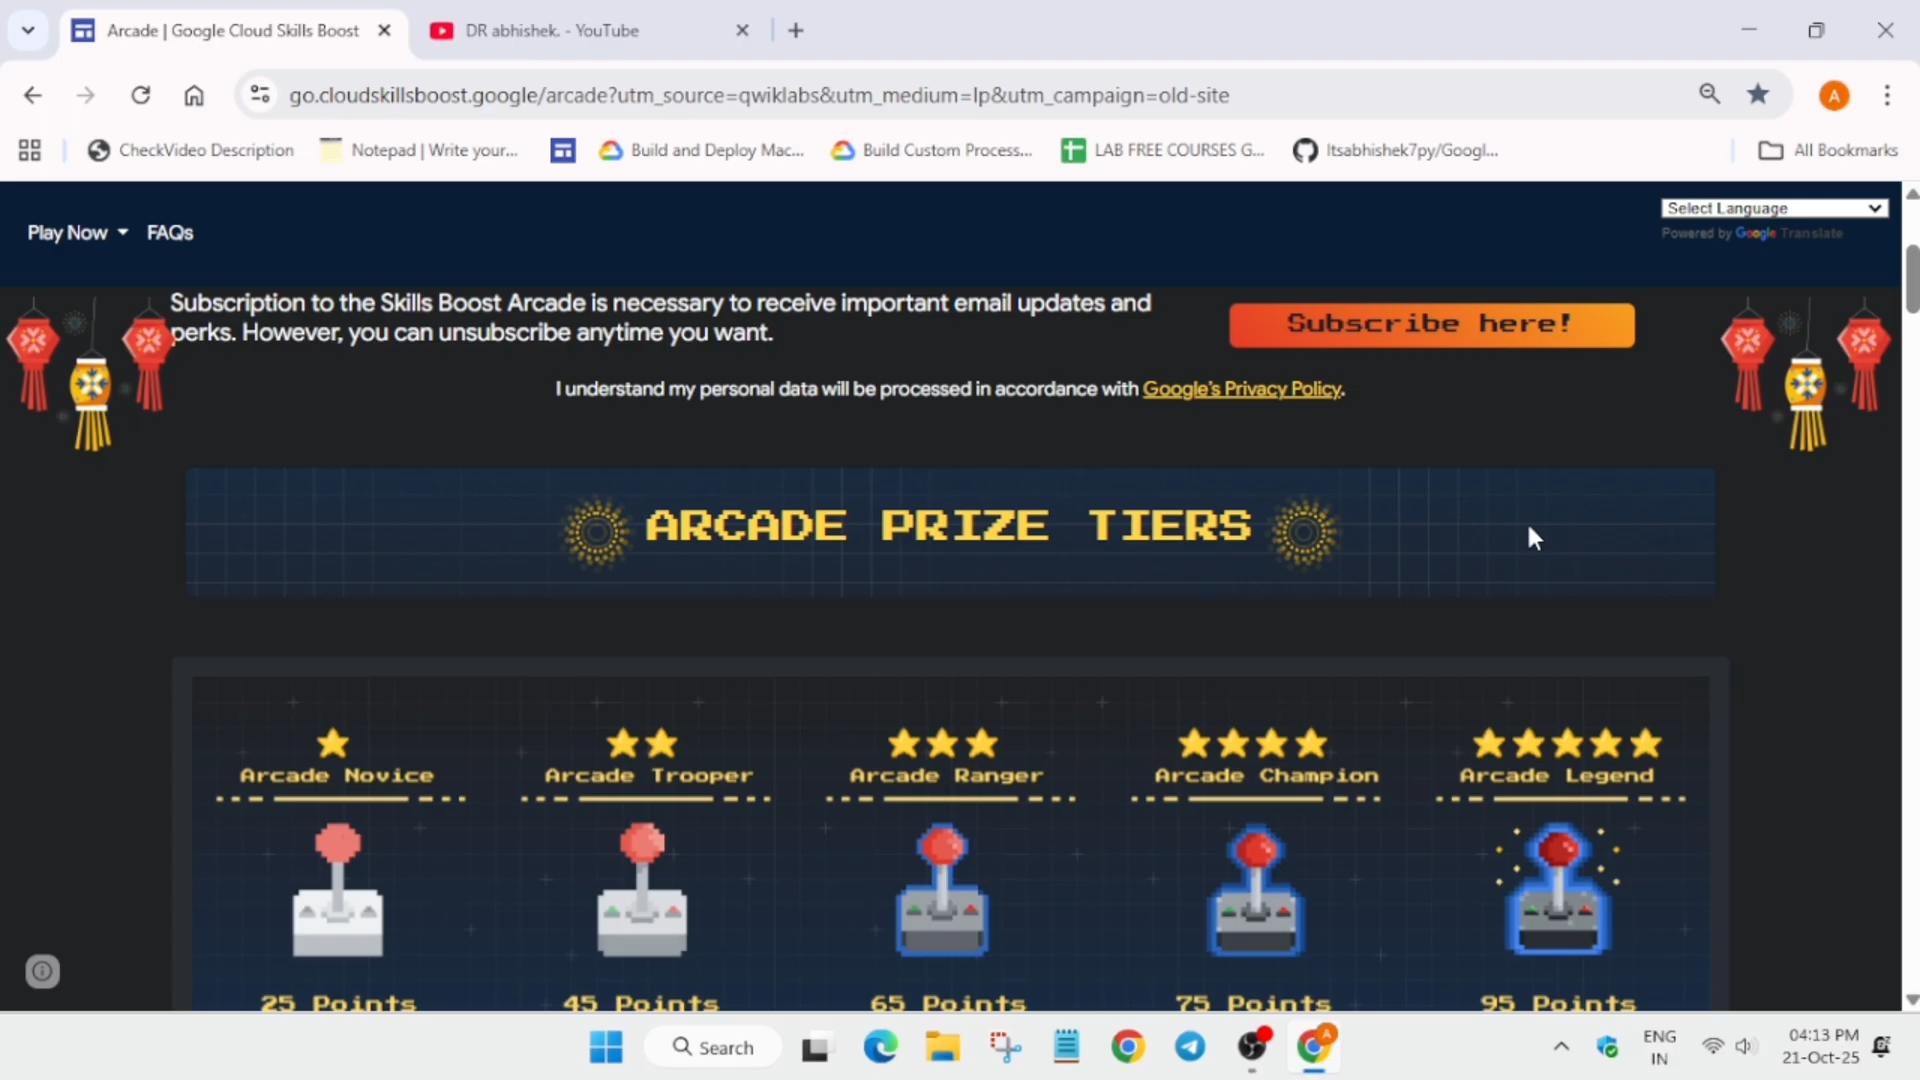 Arcade | Google Cloud Skills Boost
DR abhishek. - YouTube
go.cloudskillsboost.google/arcade?utm_source=qwiklabs&utm_medium=lp&utm_campaign=old-site
A
CheckVideo Description
Notepad | Write your...
Build and Deploy Mac...
Build Custom Process...
LAB FREE COURSES G...
Itsabhishek7py/Googl...
All Bookmarks
Play Now
FAQs
Select Language
Powered by Google Translate
Subscription to the Skills Boost Arcade is necessary to receive important email updates and
perks. However, you can unsubscribe anytime you want.
Subscribe here!
I understand my personal data will be processed in accordance with Google's Privacy Policy.
ARCADE PRIZE TIERS
Arcade Novice
Arcade Trooper
Arcade Ranger
Arcade Champion
Arcade Legend
25 Points
45 Points
65 Points
75 Points
95 Points
Search
A
ENG
IN
04:13 PM
21-Oct-25